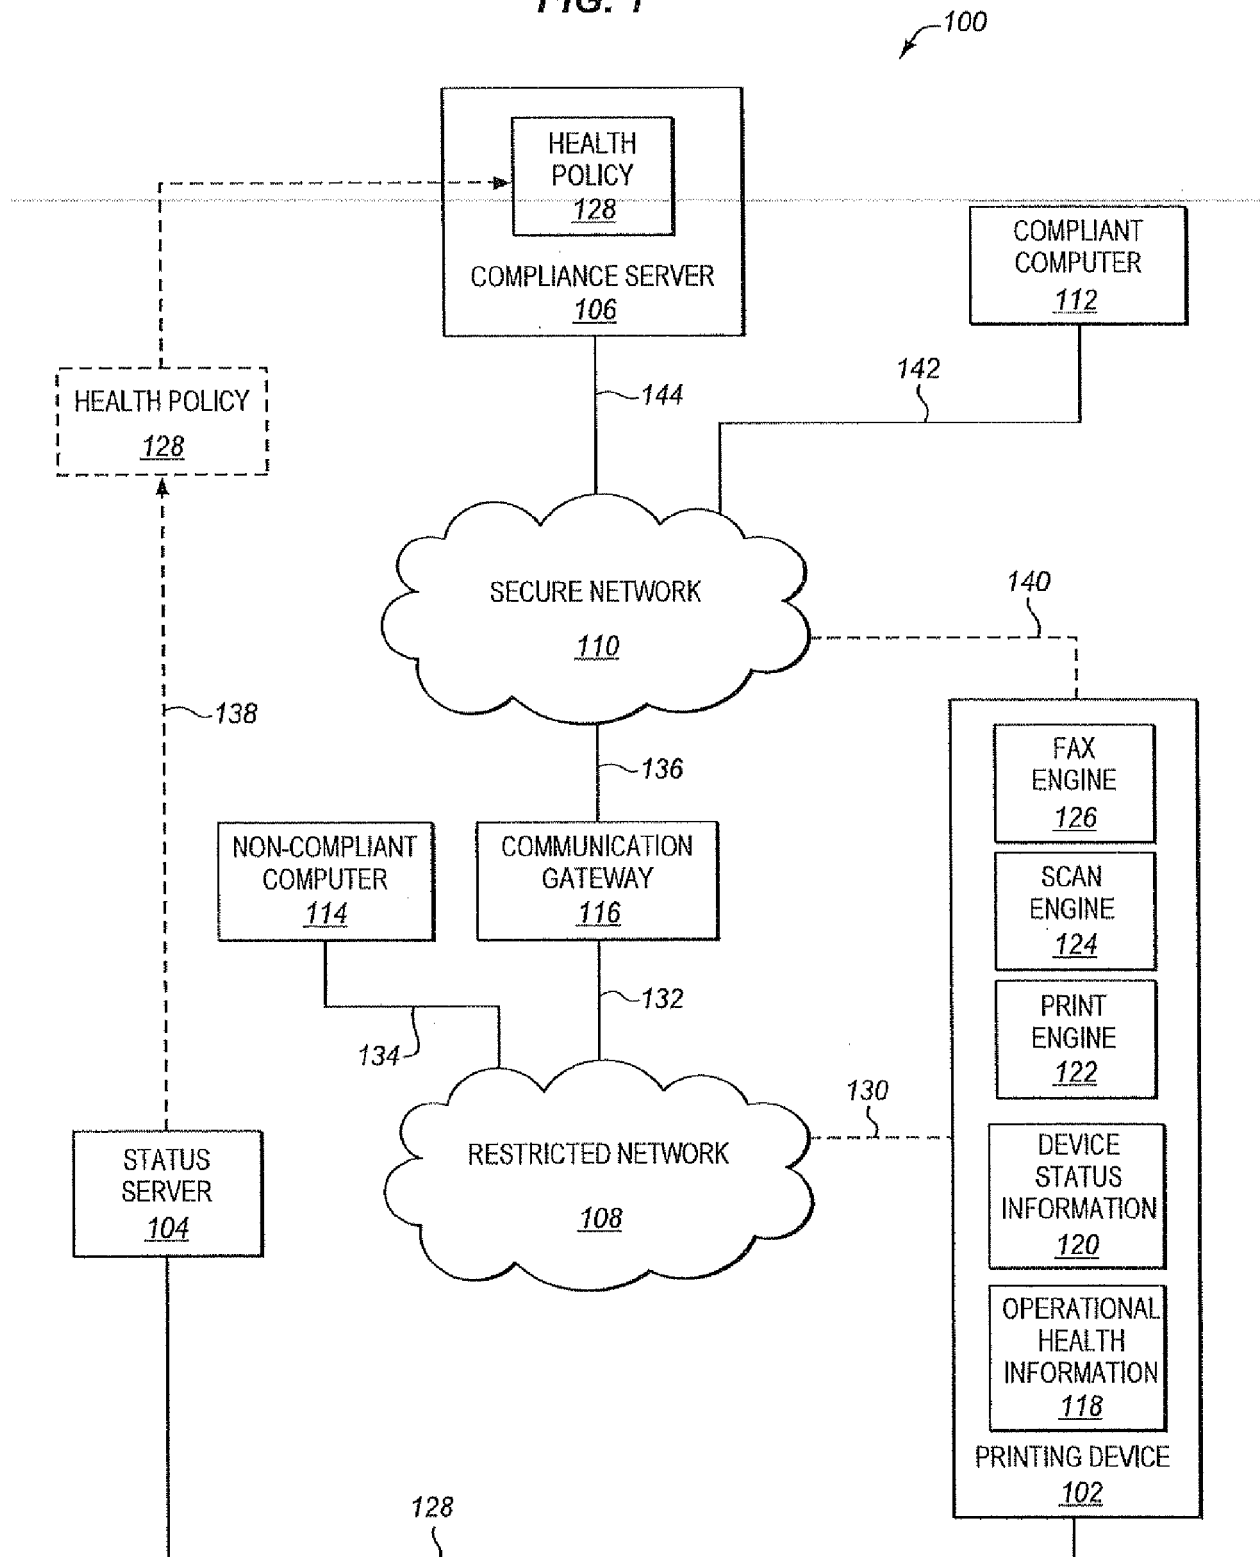 FIG. 1
100
HEALTH
POLICY
128
COMPLIANCE SERVER
106
COMPLIANT
COMPUTER
112
144
142
HEALTH POLICY
128
SECURE NETWORK
110
140
138
136
FAX
ENGINE
126
SCAN
ENGINE
124
PRINT
ENGINE
122
NON-COMPLIANT
COMPUTER
114
COMMUNICATION
GATEWAY
116
132
134
130
STATUS
SERVER
104
RESTRICTED NETWORK
108
DEVICE
STATUS
INFORMATION
120
OPERATIONAL
HEALTH
INFORMATION
118
PRINTING DEVICE
102
128